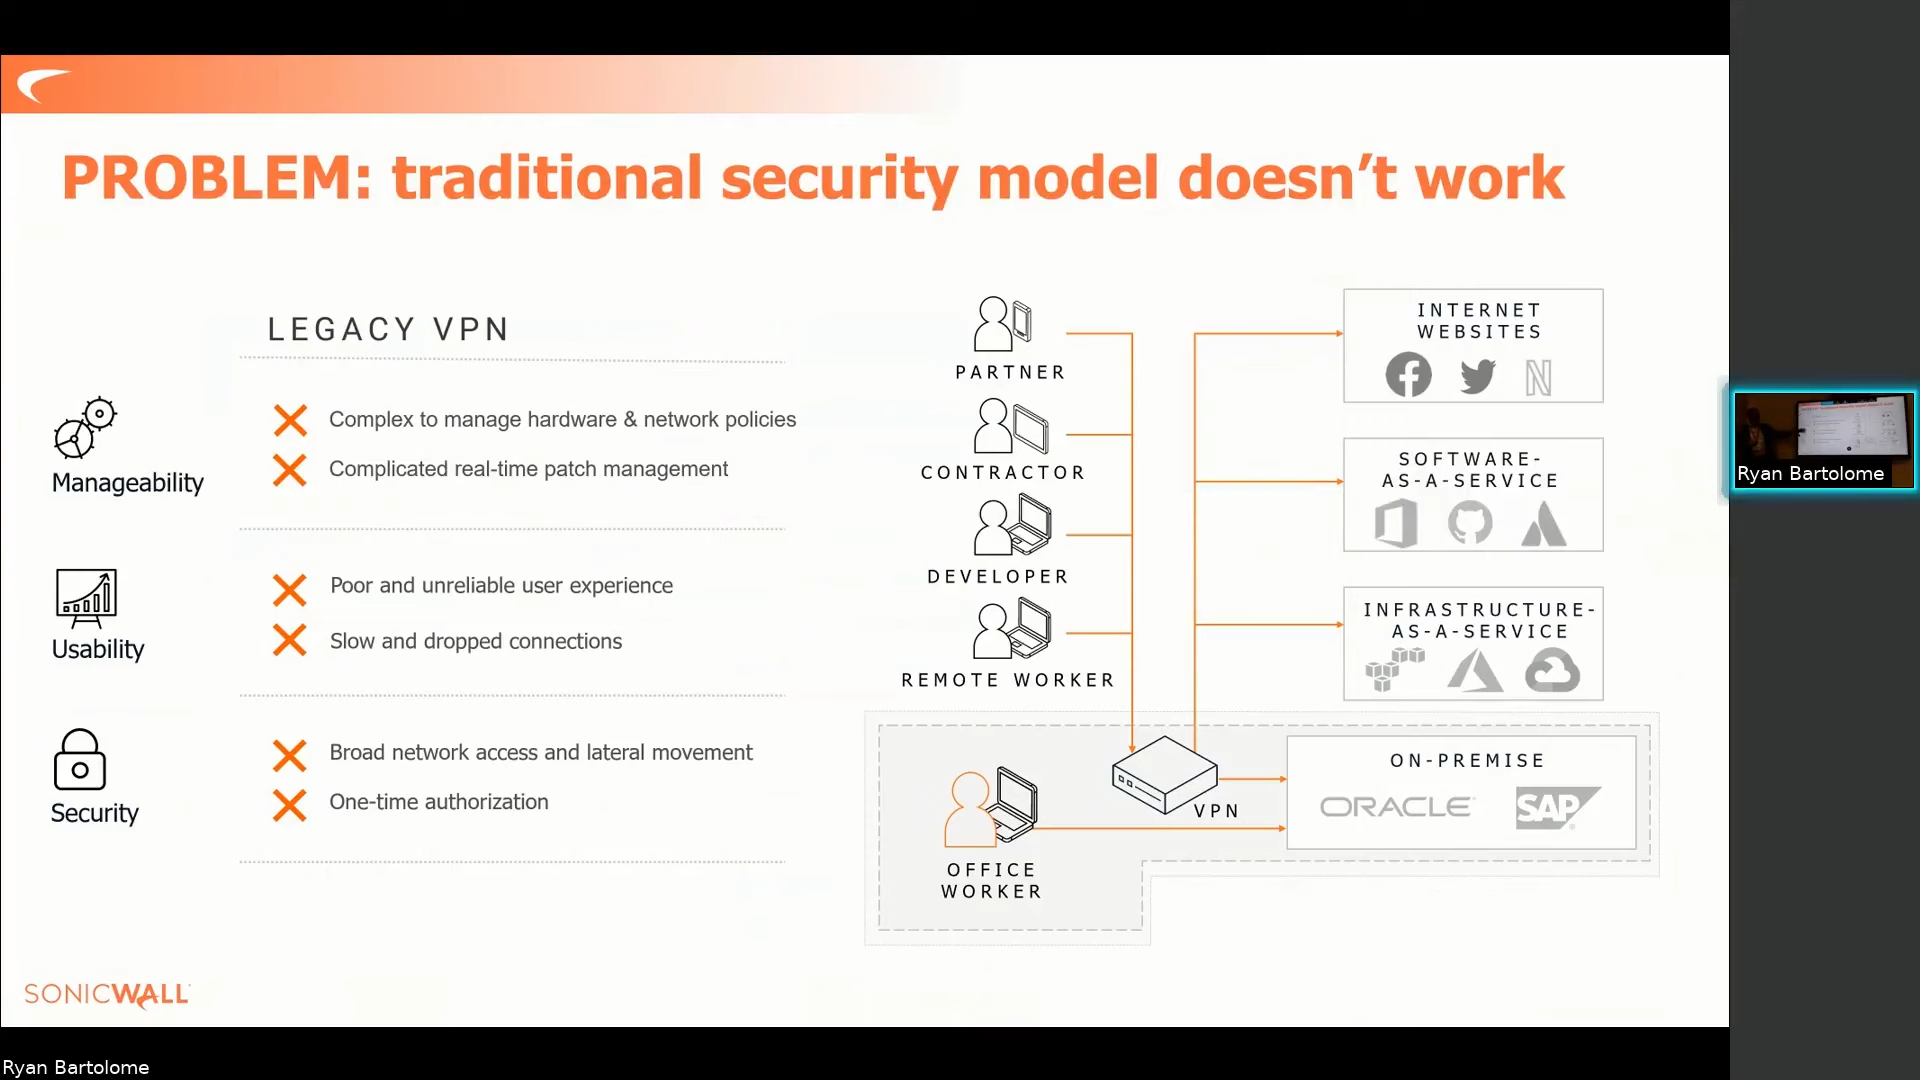 PROBLEM: traditional security model doesn’t work
LEGACY VPN
Manageability
Complex to manage hardware & network policies
Complicated real-time patch management
Usability
Poor and unreliable user experience
Slow and dropped connections
Security
Broad network access and lateral movement
One-time authorization
PARTNER
CONTRACTOR
DEVELOPER
REMOTE WORKER
OFFICE
WORKER
VPN
INTERNET
WEBSITES
SOFTWARE-
AS-A-SERVICE
INFRASTRUCTURE-
AS-A-SERVICE
ON-PREMISE
ORACLE
SAP
SONICWALL
Ryan Bartolome
Ryan Bartolome